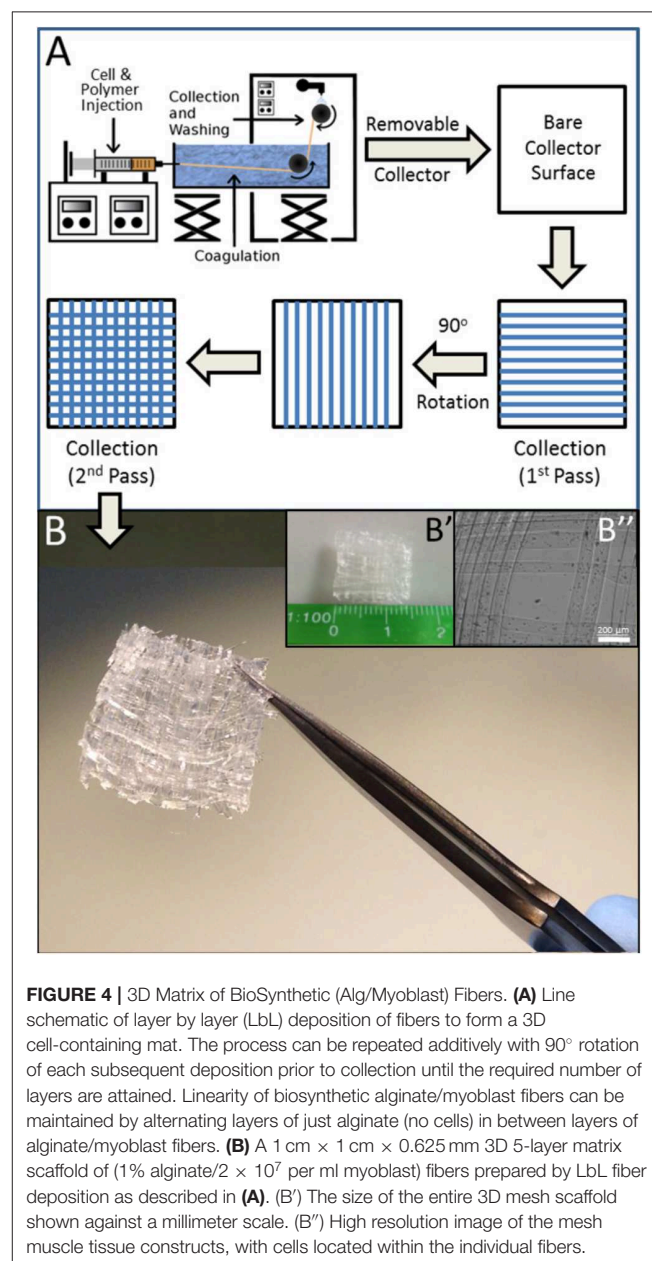 A
Cell &
Polymer
Injection
Collection
and
Washing
Coagulation
Removable
Collector
Bare
Collector
Surface
90°
Rotation
Collection
(1st Pass)
Collection
(2nd Pass)
B
B'
1:100
0 1 2
B''
200 µm
FIGURE 4 | 3D Matrix of BioSynthetic (Alg/Myoblast) Fibers. (A) Line
schematic of layer by layer (LbL) deposition of fibers to form a 3D
cell-containing mat. The process can be repeated additively with 90° rotation
of each subsequent deposition prior to collection until the required number of
layers are attained. Linearity of biosynthetic alginate/myoblast fibers can be
maintained by alternating layers of just alginate (no cells) in between layers of
alginate/myoblast fibers. (B) A 1 cm × 1 cm × 0.625 mm 3D 5-layer matrix
scaffold of (1% alginate/2 × 10⁷ per ml myoblast) fibers prepared by LbL fiber
deposition as described in (A). (B′) The size of the entire 3D mesh scaffold
shown against a millimeter scale. (B″) High resolution image of the mesh
muscle tissue constructs, with cells located within the individual fibers.